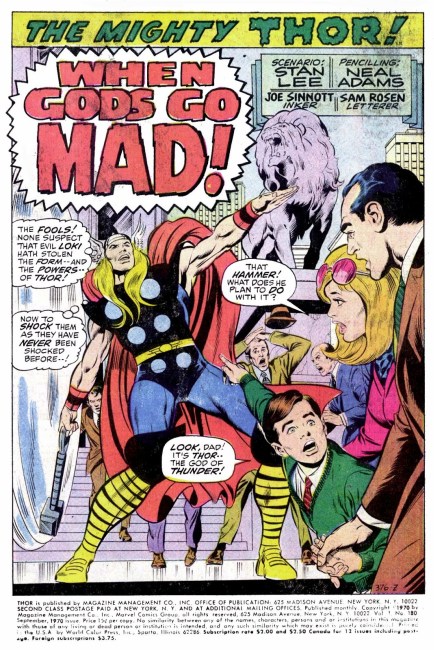 THE MIGHTY THOR!
WHEN
GODS GO
MAD!
SCENARIO:
STAN
LEE
PENCILLING:
NEAL
ADAMS
JOE SINNOTT
INKER
SAM ROSEN
LETTERER
THE FOOLS!
NONE SUSPECT
THAT EVIL LOKI
HATH STOLEN
THE FORM--AND
THE POWERS--
OF THOR!
NOW TO
SHOCK THEM
AS THEY HAVE
NEVER BEEN
SHOCKED
BEFORE--!
THAT
HAMMER!
WHAT DOES HE
PLAN TO DO
WITH IT?
LOOK, DAD!
IT'S THOR--
THE GOD OF
THUNDER!
THOR is published by MAGAZINE MANAGEMENT CO., INC. OFFICE OF PUBLICATION: 625 MADISON AVENUE, NEW YORK, N. Y. 10022
SECOND CLASS POSTAGE PAID AT NEW YORK, N. Y. AND AT ADDITIONAL MAILING OFFICES. Published monthly. Copyright 1970 by
Magazine Management Co., Inc., Marvel Comics Group, all rights reserved, 625 Madison Avenue, New York, N. Y. 10022 Vol. 1 No. 180
September, 1970 issue. Price 15¢ per copy. No similarity between any of the names, characters, persons and or institutions in this magazine
with those of any living or dead person or institution is intended, and any such which may exist is purely coincidental. Printed
in the U.S.A. by World Color Press, Inc., Sparta, Illinois 62286. Subscription rate $2.00 and $2.50 Canada for 12 issues including post-
age. Foreign subscriptions $3.75.